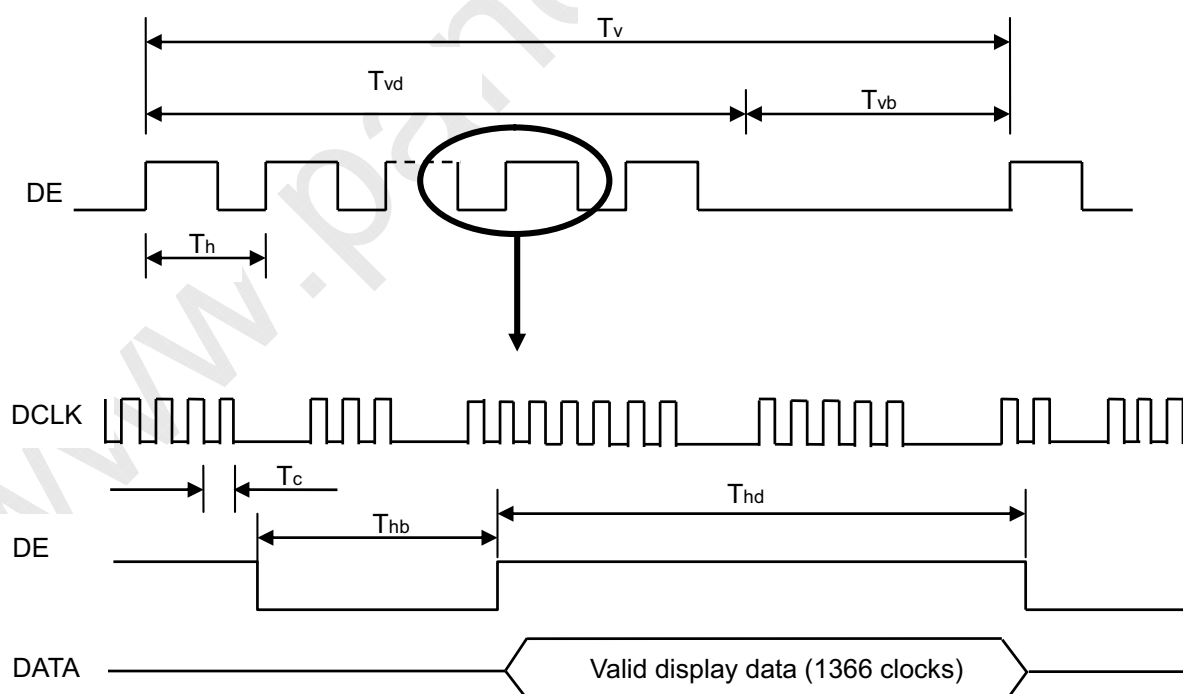 Tv
Tvd
Tvb
DE
Th
DCLK
Tc
Thd
Thb
DE
DATA
Valid display data (1366 clocks)